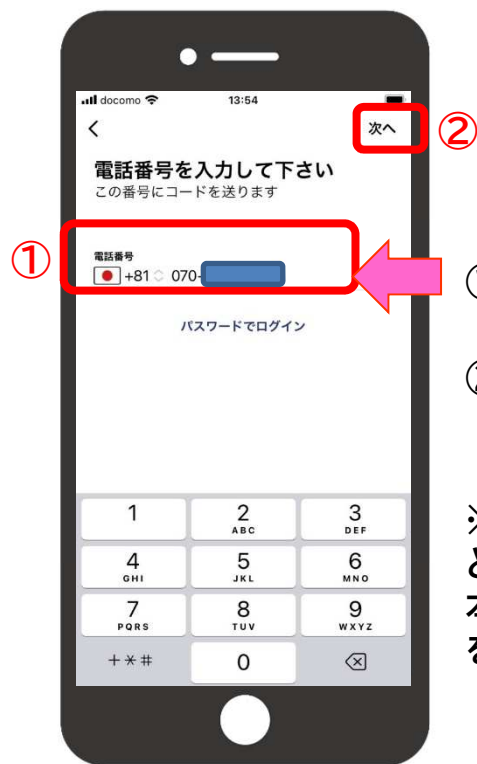 docomo 13:54
次へ
②
電話番号を入力して下さい
この番号にコードを送ります
①
電話番号
+81 070-
パスワードでログイン
1
2 ABC
3 DEF
4 GHI
5 JKL
6 MNO
7 PQRS
8 TUV
9 WXYZ
+*#
0
※
と
を